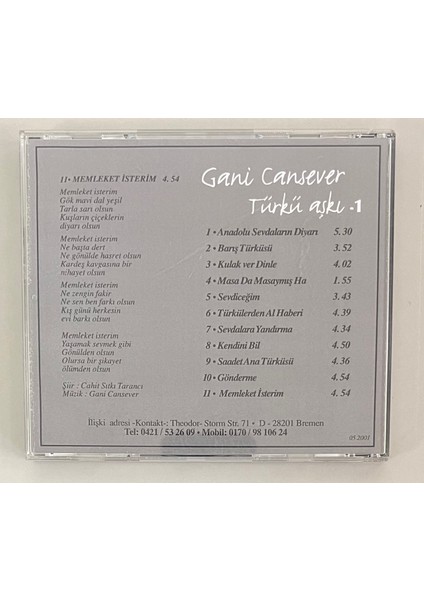 11 • MEMLEKET İSTERİM 4. 54
Memleket isterim
Gök mavi dal yeşil
Tarla sarı olsun
Kuşların çiçeklerin
diyarı olsun
Memleket isterim
Ne başta dert
Ne gönülde hasret olsun
Kardeş kavgasına bir
nihayet olsun
Memleket isterim
Ne zengin fakir
Ne sen ben farkı olsun
Kış günü herkesin
evi barkı olsun
Memleket isterim
Yaşamak sevmek gibi
Gönülden olsun
Olursa bir şikayet
ölümden olsun
Şiir : Cahit Sıtkı Tarancı
Müzik : Gani Cansever
Gani Cansever
Türkü aşkı -1
1 • Anadolu Sevdaların Diyarı 5. 30
2 • Barış Türküsü 3. 52
3 • Kulak ver Dinle 4. 02
4 • Masa Da Masaymış Ha 1. 55
5 • Sevdiceğim 3. 43
6 • Türkülerden Al Haberi 4. 39
7 • Sevdalara Yandırma 4. 34
8 • Kendini Bil 4. 50
9 • Saadet Ana Türküsü 4. 36
10 • Gönderme 4. 54
11 • Memleket İsterim 4. 54
İlişki adresi -Kontakt-: Theodor- Storm Str. 71 • D - 28201 Bremen
Tel: 0421 / 53 26 09 • Mobil: 0170 / 98 106 24
05.2001